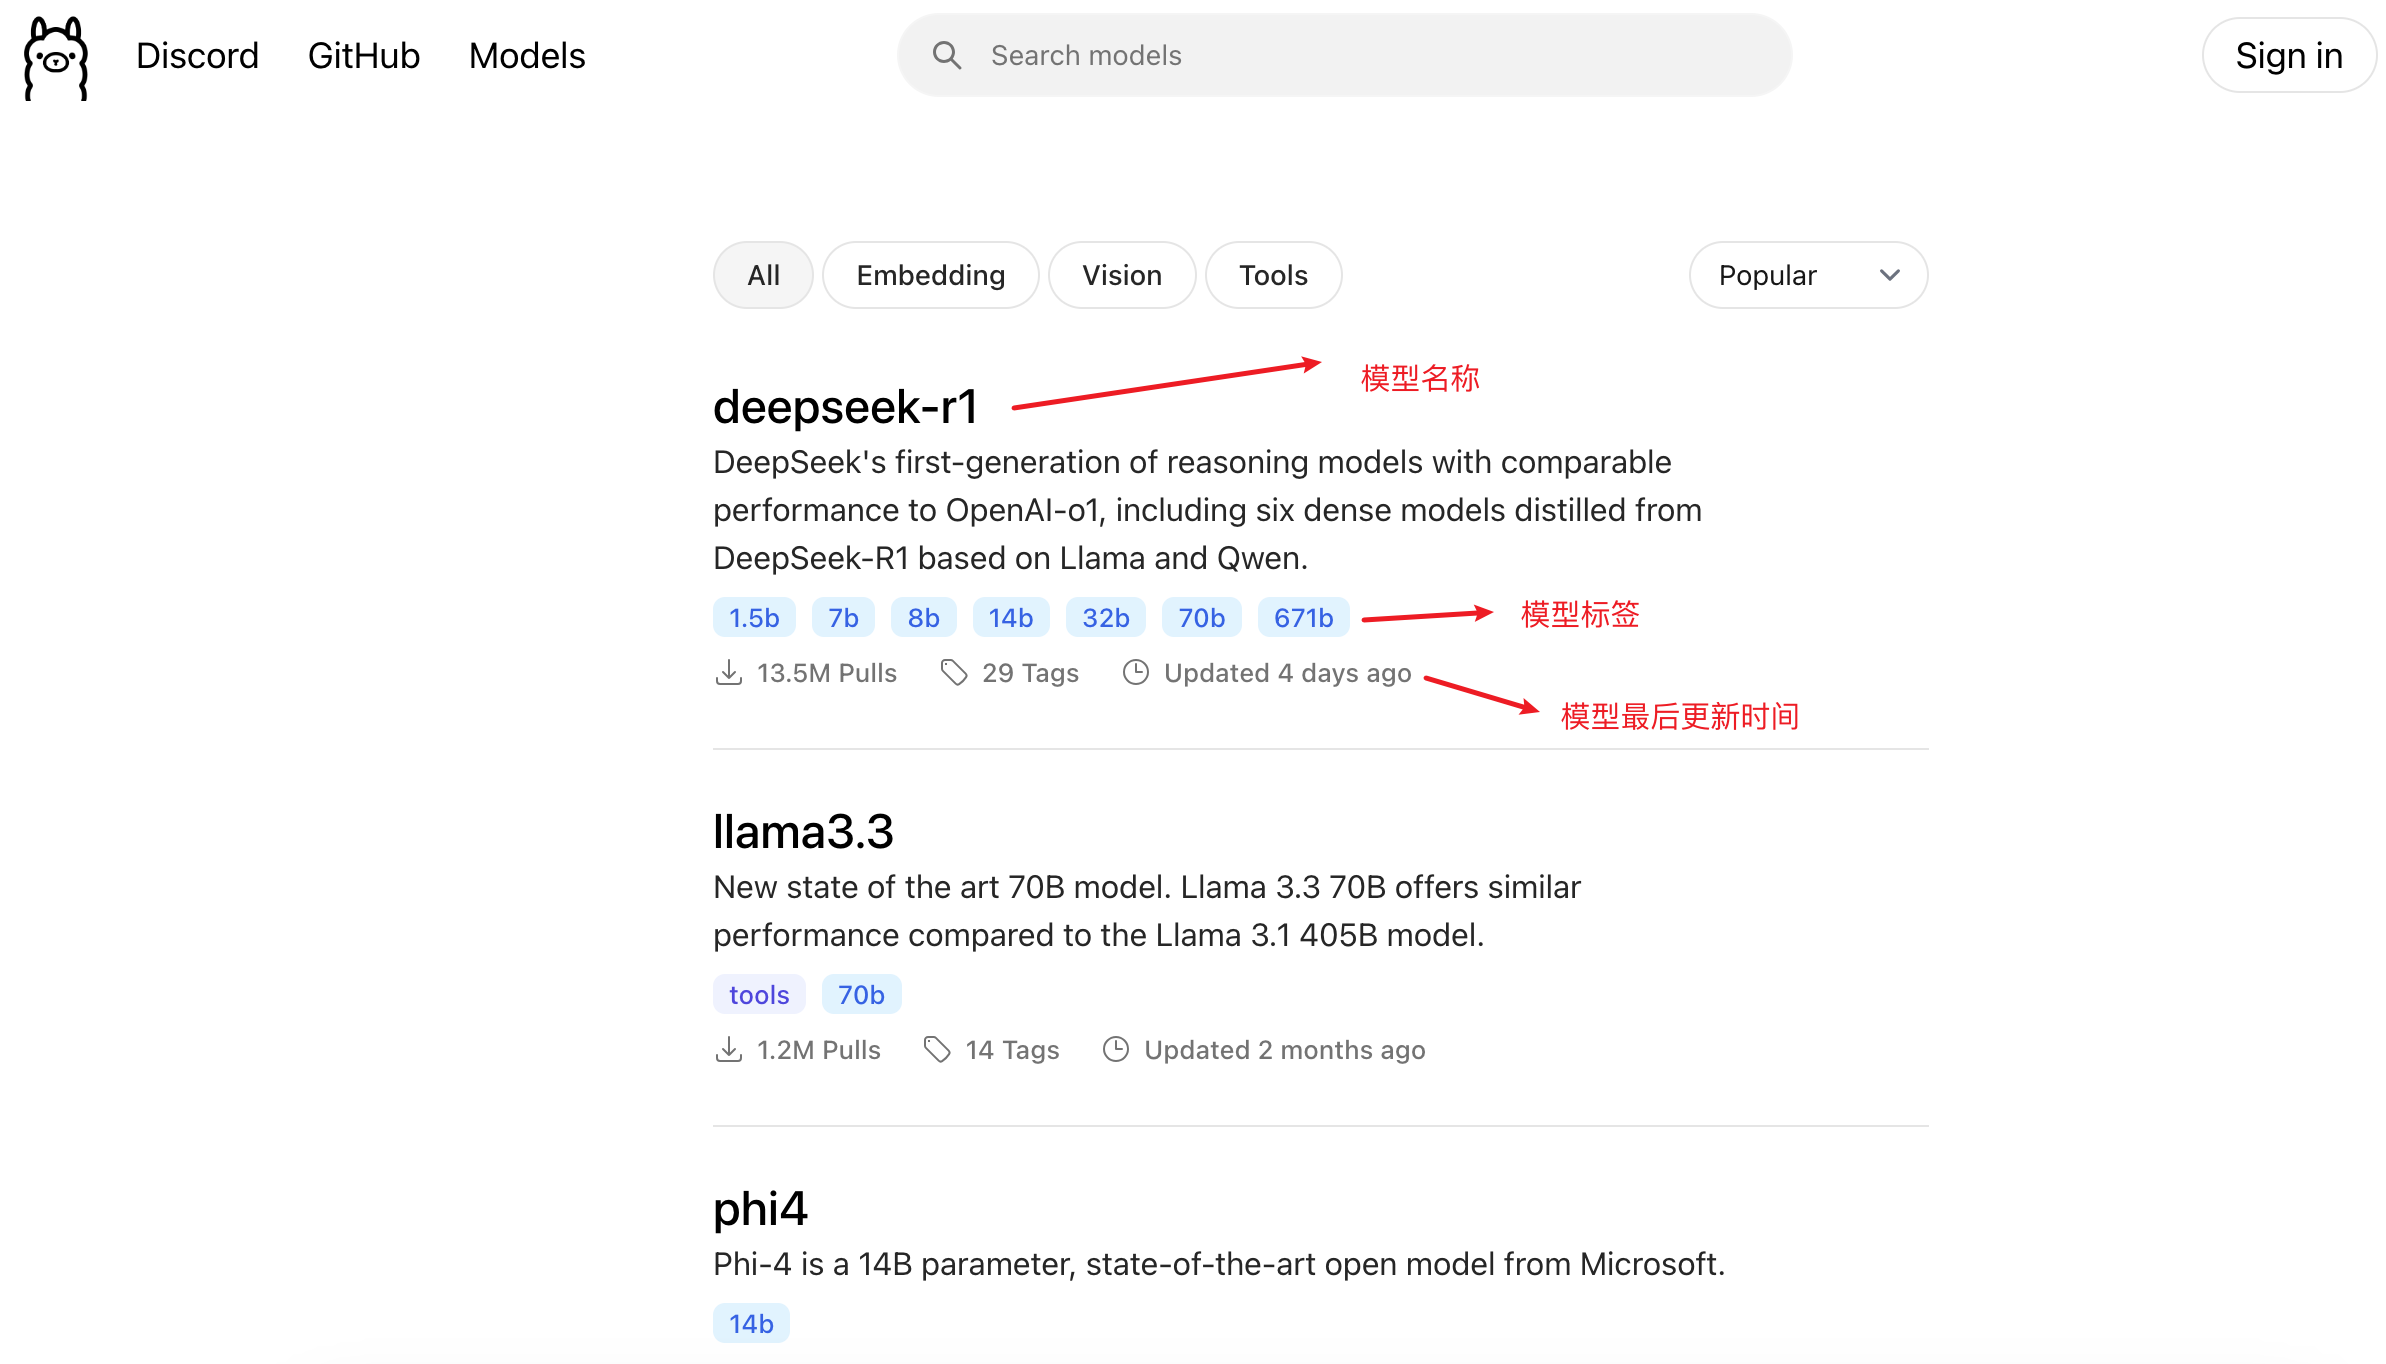 Discord GitHub Models Search models Sign in
All Embedding Vision Tools Popular
模型名称
deepseek-r1
DeepSeek's first-generation of reasoning models with comparable
performance to OpenAI-o1, including six dense models distilled from
DeepSeek-R1 based on Llama and Qwen.
1.5b 7b 8b 14b 32b 70b 671b 模型标签
13.5M Pulls 29 Tags Updated 4 days ago
模型最后更新时间
llama3.3
New state of the art 70B model. Llama 3.3 70B offers similar
performance compared to the Llama 3.1 405B model.
tools 70b
1.2M Pulls 14 Tags Updated 2 months ago
phi4
Phi-4 is a 14B parameter, state-of-the-art open model from Microsoft.
14b